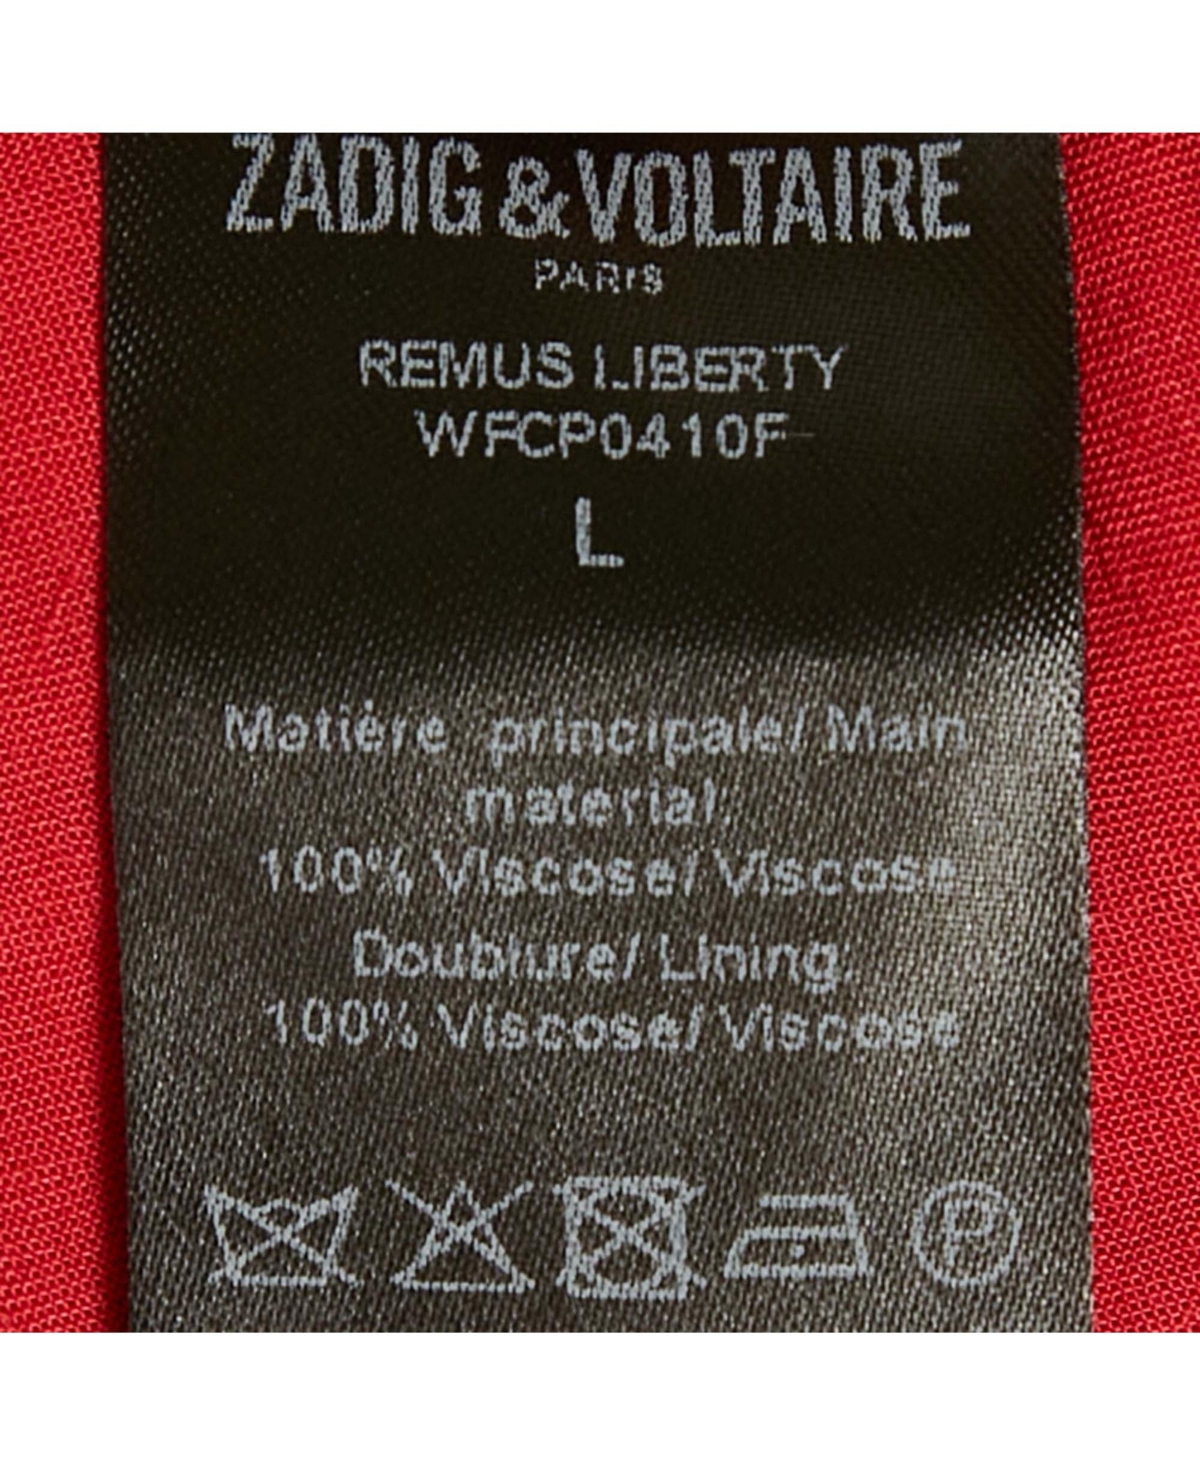 ZADIG & VOLTAIRE
PARIS
REMUS LIBERTY
WFCP0410F
L
Matière principale/ Main
material:
100% Viscose/ Viscose
Doublure/ Lining:
100% Viscose/ Viscose
P